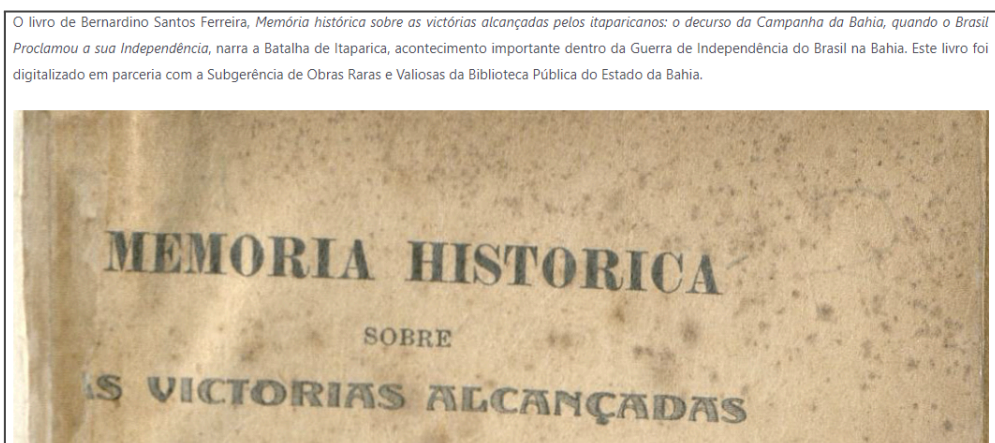 O livro de Bernardino Santos Ferreira, Memória histórica sobre as victórias alcançadas pelos itaparicanos: o decurso da Campanha da Bahia, quando o Brasil
Proclamou a sua Independência, narra a Batalha de Itaparica, acontecimento importante dentro da Guerra de Independência do Brasil na Bahia. Este livro foi
digitalizado em parceria com a Subgerência de Obras Raras e Valiosas da Biblioteca Pública do Estado da Bahia.
MEMORIA HISTORICA
SOBRE
AS VICTORIAS ALCANÇADAS